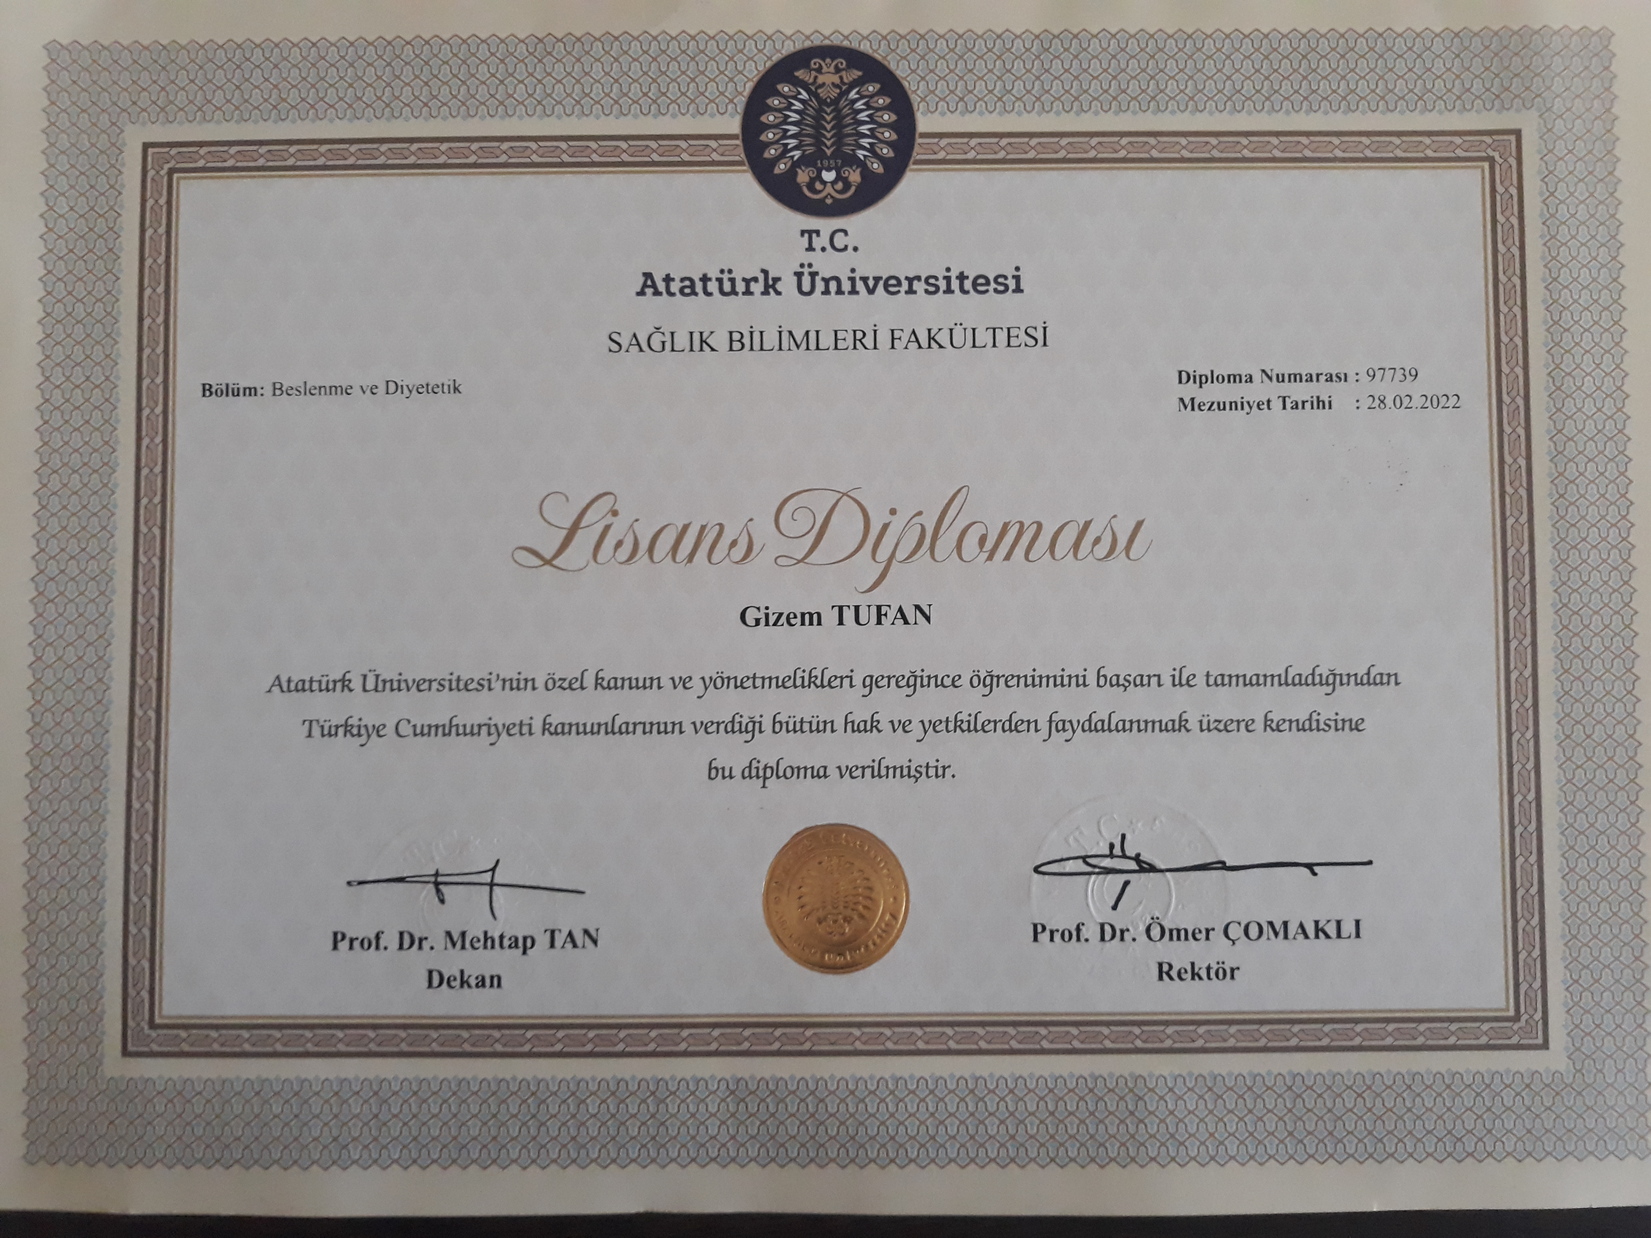 1957
T.C.
Atatürk Üniversitesi
SAĞLIK BİLİMLERİ FAKÜLTESİ
Bölüm: Beslenme ve Diyetetik
Diploma Numarası : 97739
Mezuniyet Tarihi : 28.02.2022
Lisans Diploması
Gizem TUFAN
Atatürk Üniversitesi'nin özel kanun ve yönetmelikleri gereğince öğrenimini başarı ile tamamladığından
Türkiye Cumhuriyeti kanunlarının verdiği bütün hak ve yetkilerden faydalanmak üzere kendisine
bu diploma verilmiştir.
Prof. Dr. Mehtap TAN
Dekan
Prof. Dr. Ömer ÇOMAKLI
Rektör